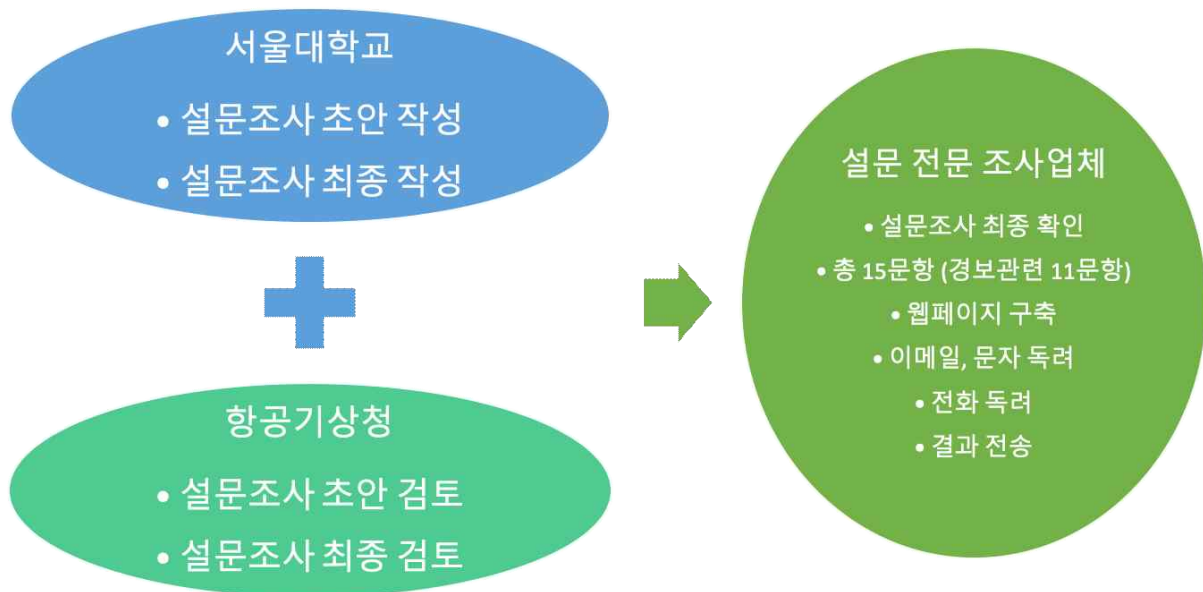 서울대학교
• 설문조사 초안 작성
• 설문조사 최종 작성
항공기상청
• 설문조사 초안 검토
• 설문조사 최종 검토
설문 전문 조사업체
• 설문조사 최종 확인
• 총 15문항 (경보관련 11문항)
• 웹페이지 구축
• 이메일, 문자 독려
• 전화 독려
• 결과 전송